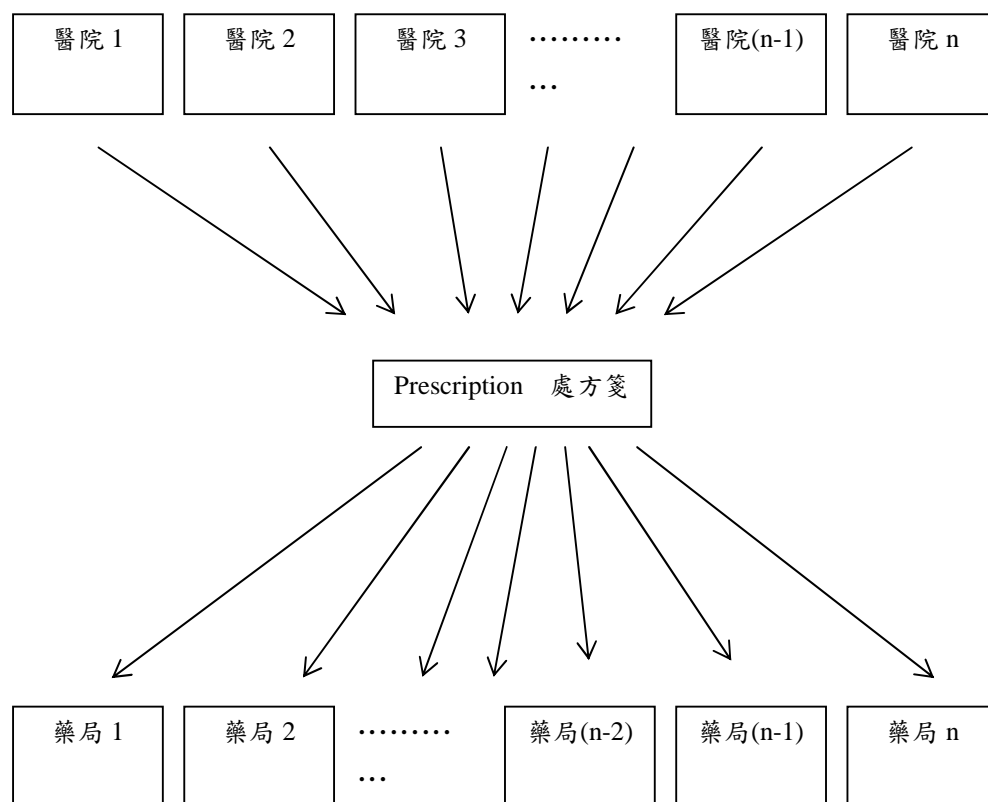 醫院 1 醫院 2 醫院 3 ……… 醫院(n-1) 醫院 n
…
Prescription 處方箋
藥局 1 藥局 2 ……… 藥局(n-2) 藥局(n-1) 藥局 n
…